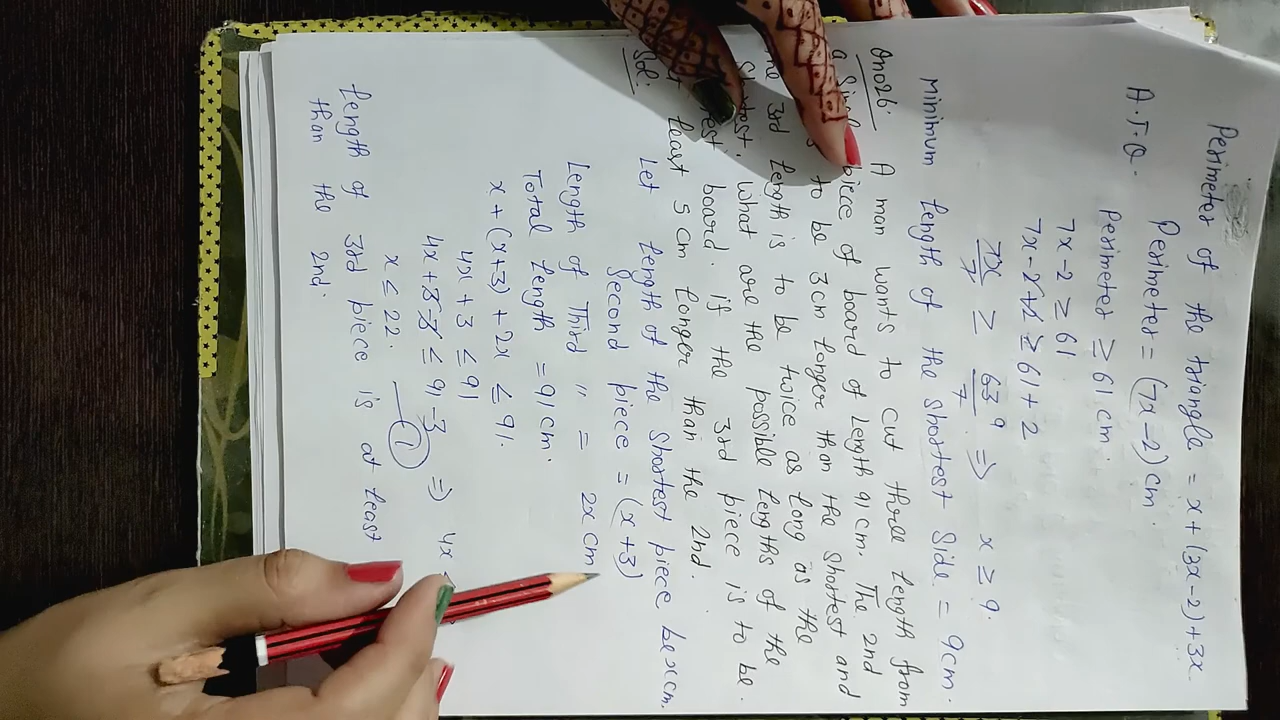 Perimeter of the triangle = x + (3x-2)+3x
Perimeter = (7x-2) cm.
A.T.Q.
Perimeter ≥ 61 cm.
7x-2 ≥ 61
7x-2+2 ≥ 61+2
7x/7 ≥ 63/7 9 ⇒ x ≥ 9.
Minimum Length of the shortest Side = 9cm.
Qno26. A man wants to cut three Length from
a piece of board of Length 91 cm. The 2nd
to be 3cm Longer than the shortest and
3rd Length is to be twice as Long as the
What are the possible Lengths of the
board. if the 3rd piece is to be
least 5 cm Longer than the 2nd.
Sol: Let Length of the Shortest piece be x cm.
Second piece = (x+3)
Length of Third " = 2x cm
Total Length = 91 cm.
x + (x+3) + 2x ≤ 91.
4x + 3 ≤ 91
4x+3-3 ≤ 91-3 ⇒ 4x
x ≤ 22. — 1
Length of 3rd piece is at least
than the 2nd.